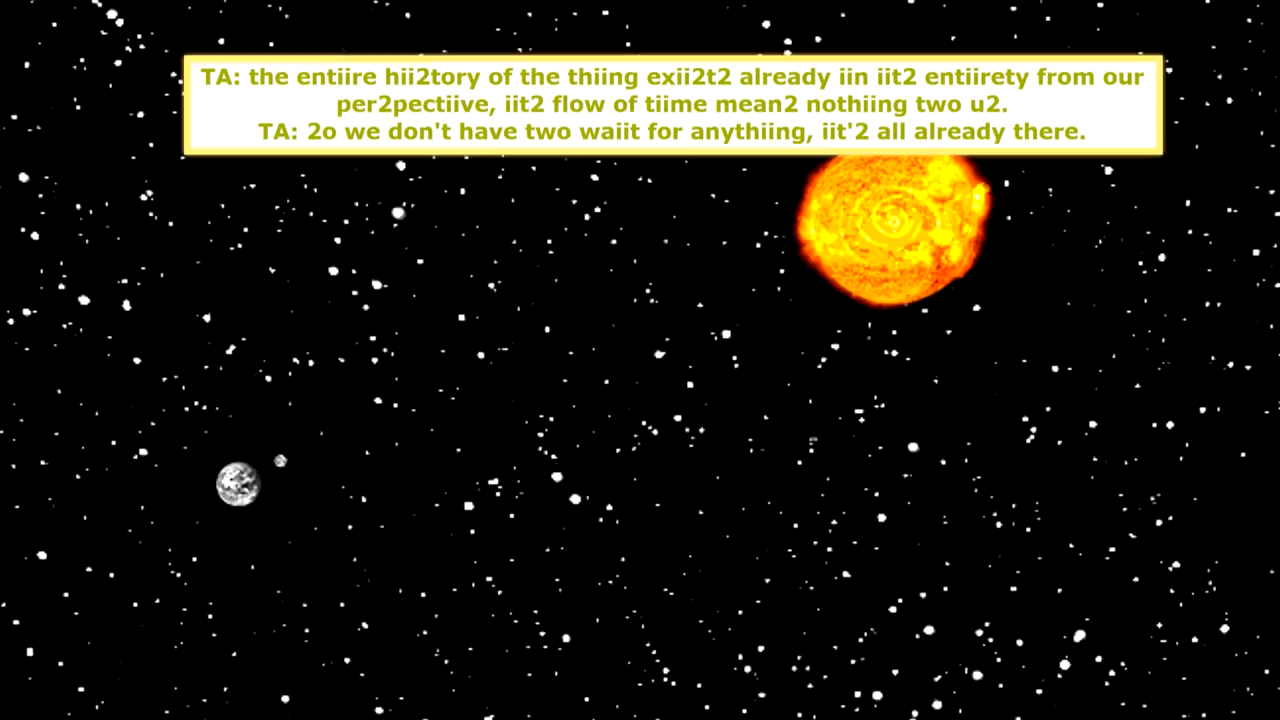 TA: the entiire hii2tory of the thiing exii2t2 already iin iit2 entiirety from our
per2pectiive, iit2 flow of tiime mean2 nothiing two u2.
TA: 2o we don't have two waiit for anythiing, iit'2 all already there.